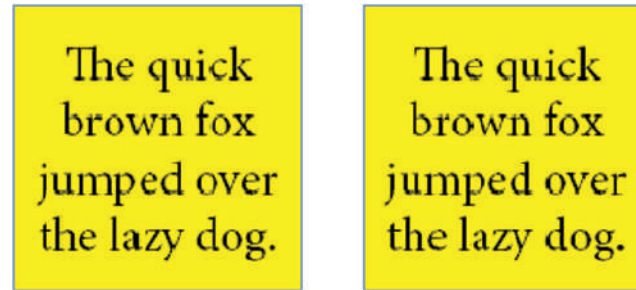 The quick
brown fox
jumped over
the lazy dog.
The quick
brown fox
jumped over
the lazy dog.